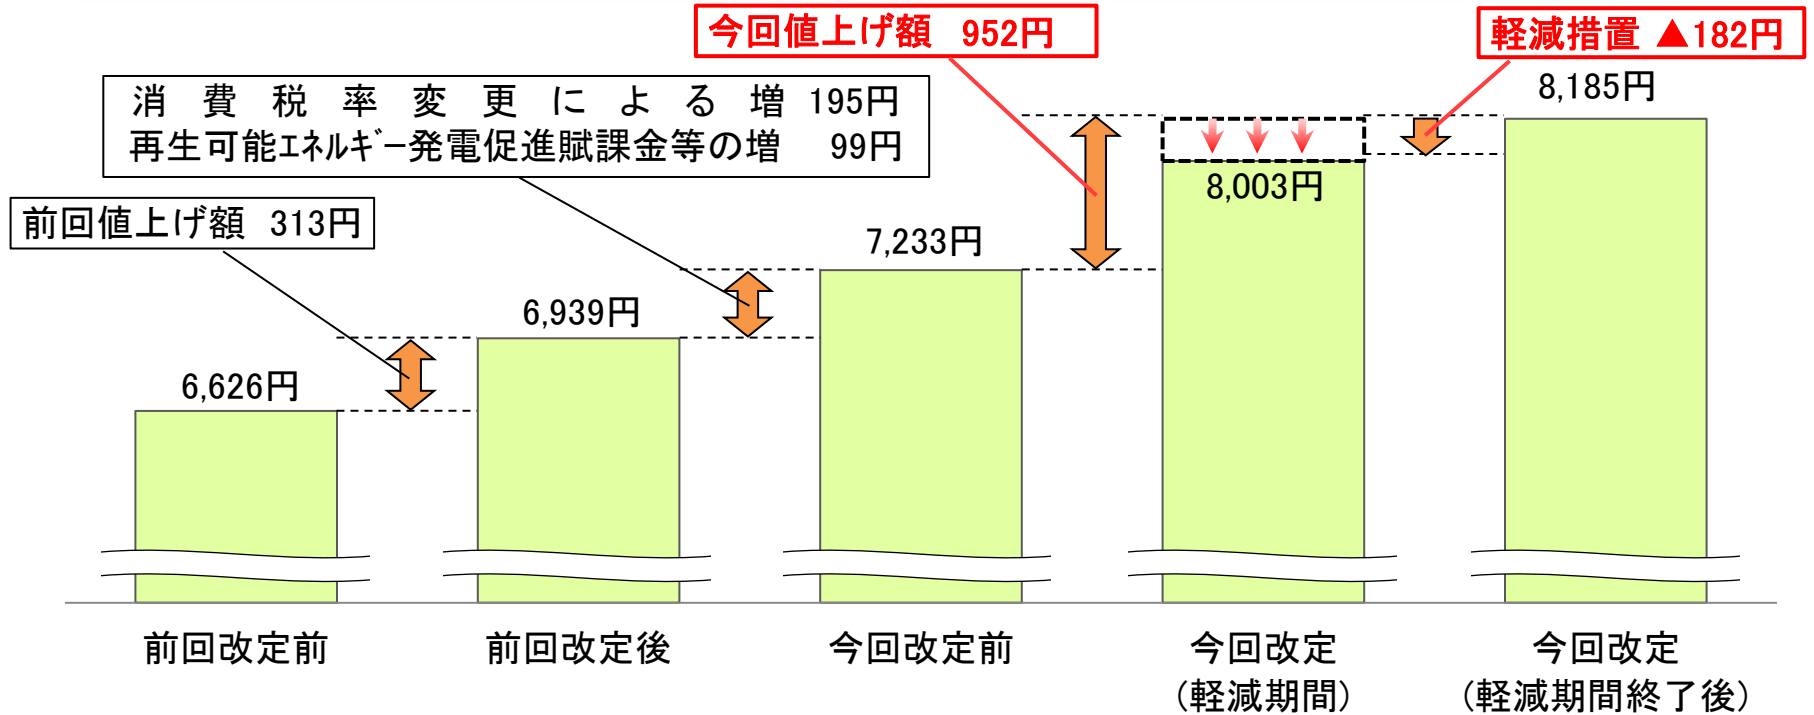 今回値上げ額 952円
軽減措置 ▲182円
消費税率変更による増 195円
再生可能ｴﾈﾙｷﾞｰ発電促進賦課金等の増 99円
前回値上げ額 313円
6,626円
6,939円
7,233円
8,003円
8,185円
前回改定前
前回改定後
今回改定前
今回改定
（軽減期間）
今回改定
（軽減期間終了後）